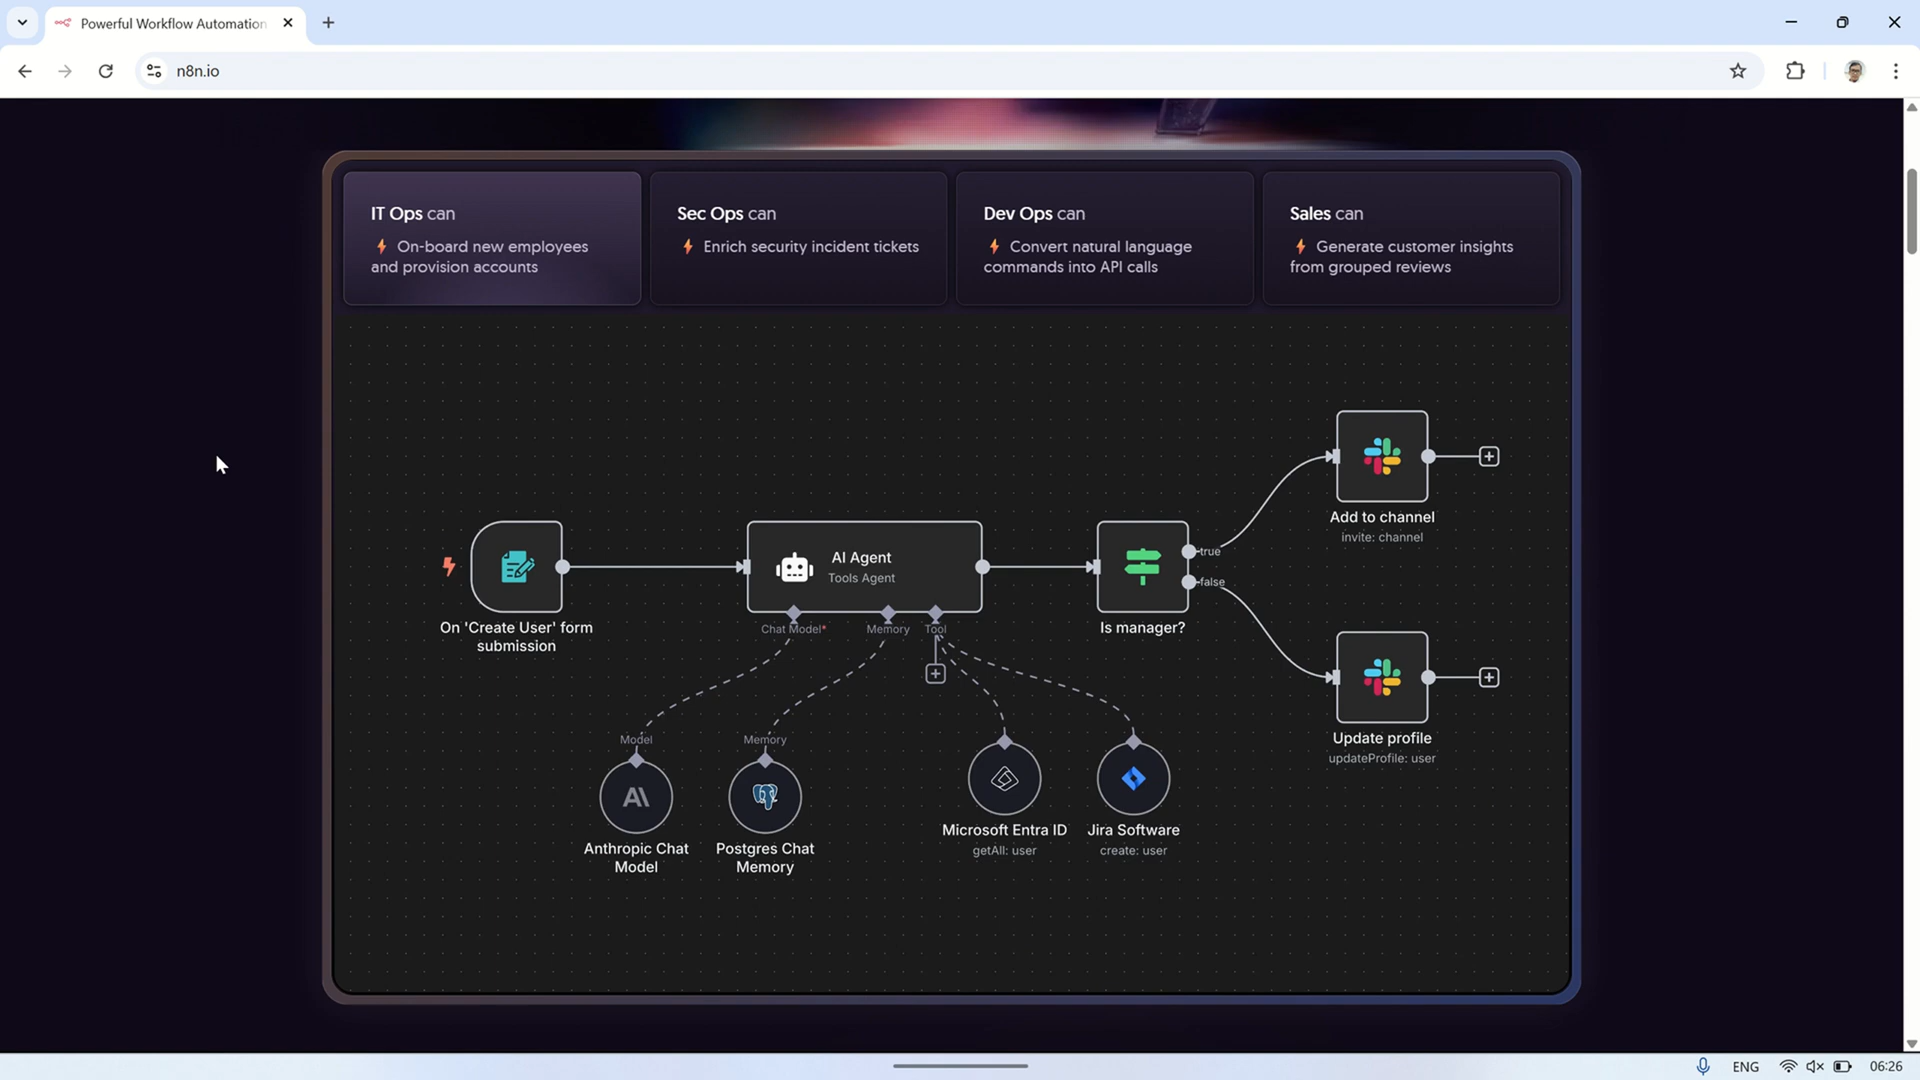 Powerful Workflow Automation
n8n.io
IT Ops can
On-board new employees
and provision accounts
Sec Ops can
Enrich security incident tickets
Dev Ops can
Convert natural language
commands into API calls
Sales can
Generate customer insights
from grouped reviews
On 'Create User' form
submission
AI Agent
Tools Agent
Chat Model*
Memory
Tool
Is manager?
true
false
Add to channel
invite: channel
Update profile
updateProfile: user
Model
Memory
Anthropic Chat
Model
Postgres Chat
Memory
Microsoft Entra ID
getAll: user
Jira Software
create: user
ENG
06:26